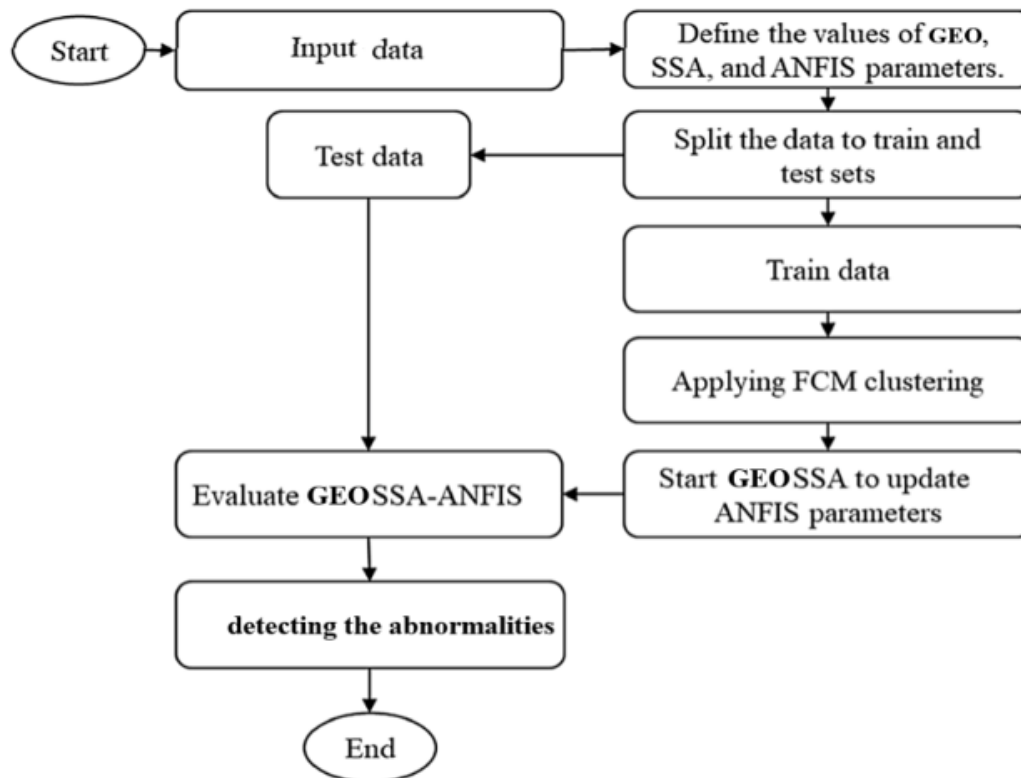 Start
Input data
Define the values of GEO,
SSA, and ANFIS parameters.
Split the data to train and
test sets
Test data
Train data
Applying FCM clustering
Start GEOSSA to update
ANFIS parameters
Evaluate GEOSSA-ANFIS
detecting the abnormalities
End